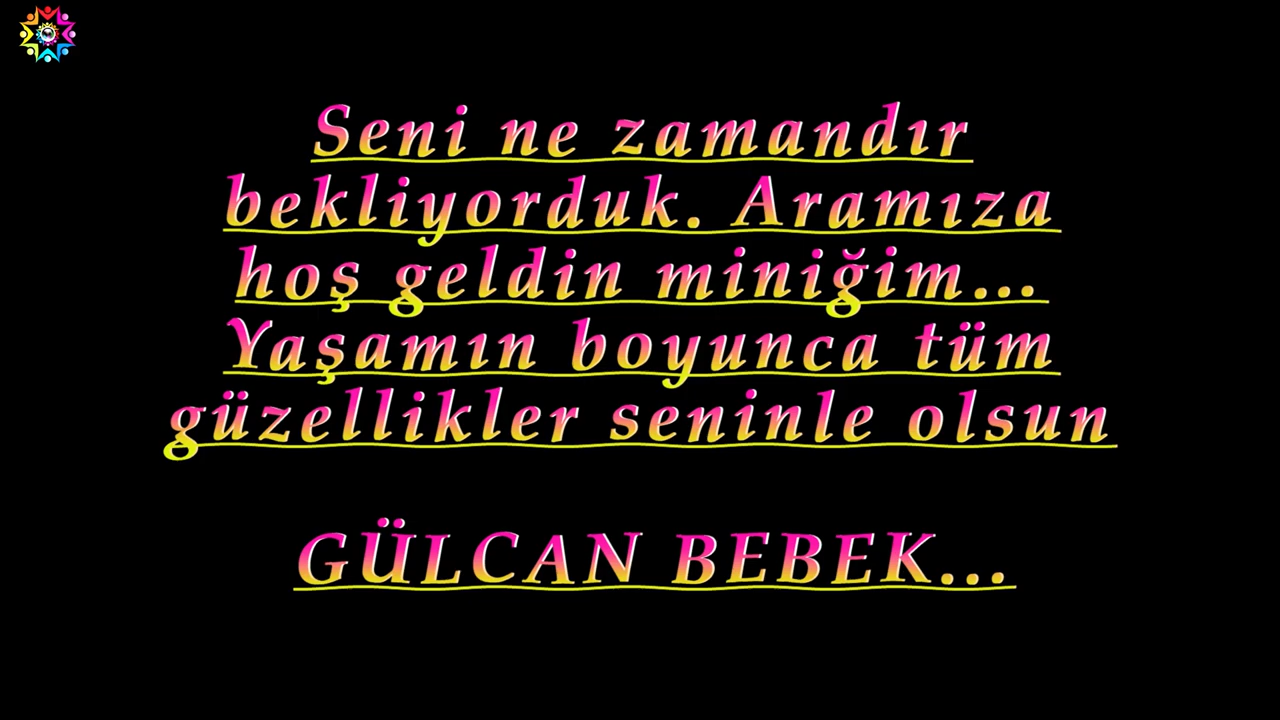 Seni ne zamandır
bekliyorduk. Aramıza
hoş geldin miniğim...
Yaşamın boyunca tüm
güzellikler seninle olsun
GÜLCAN BEBEK...